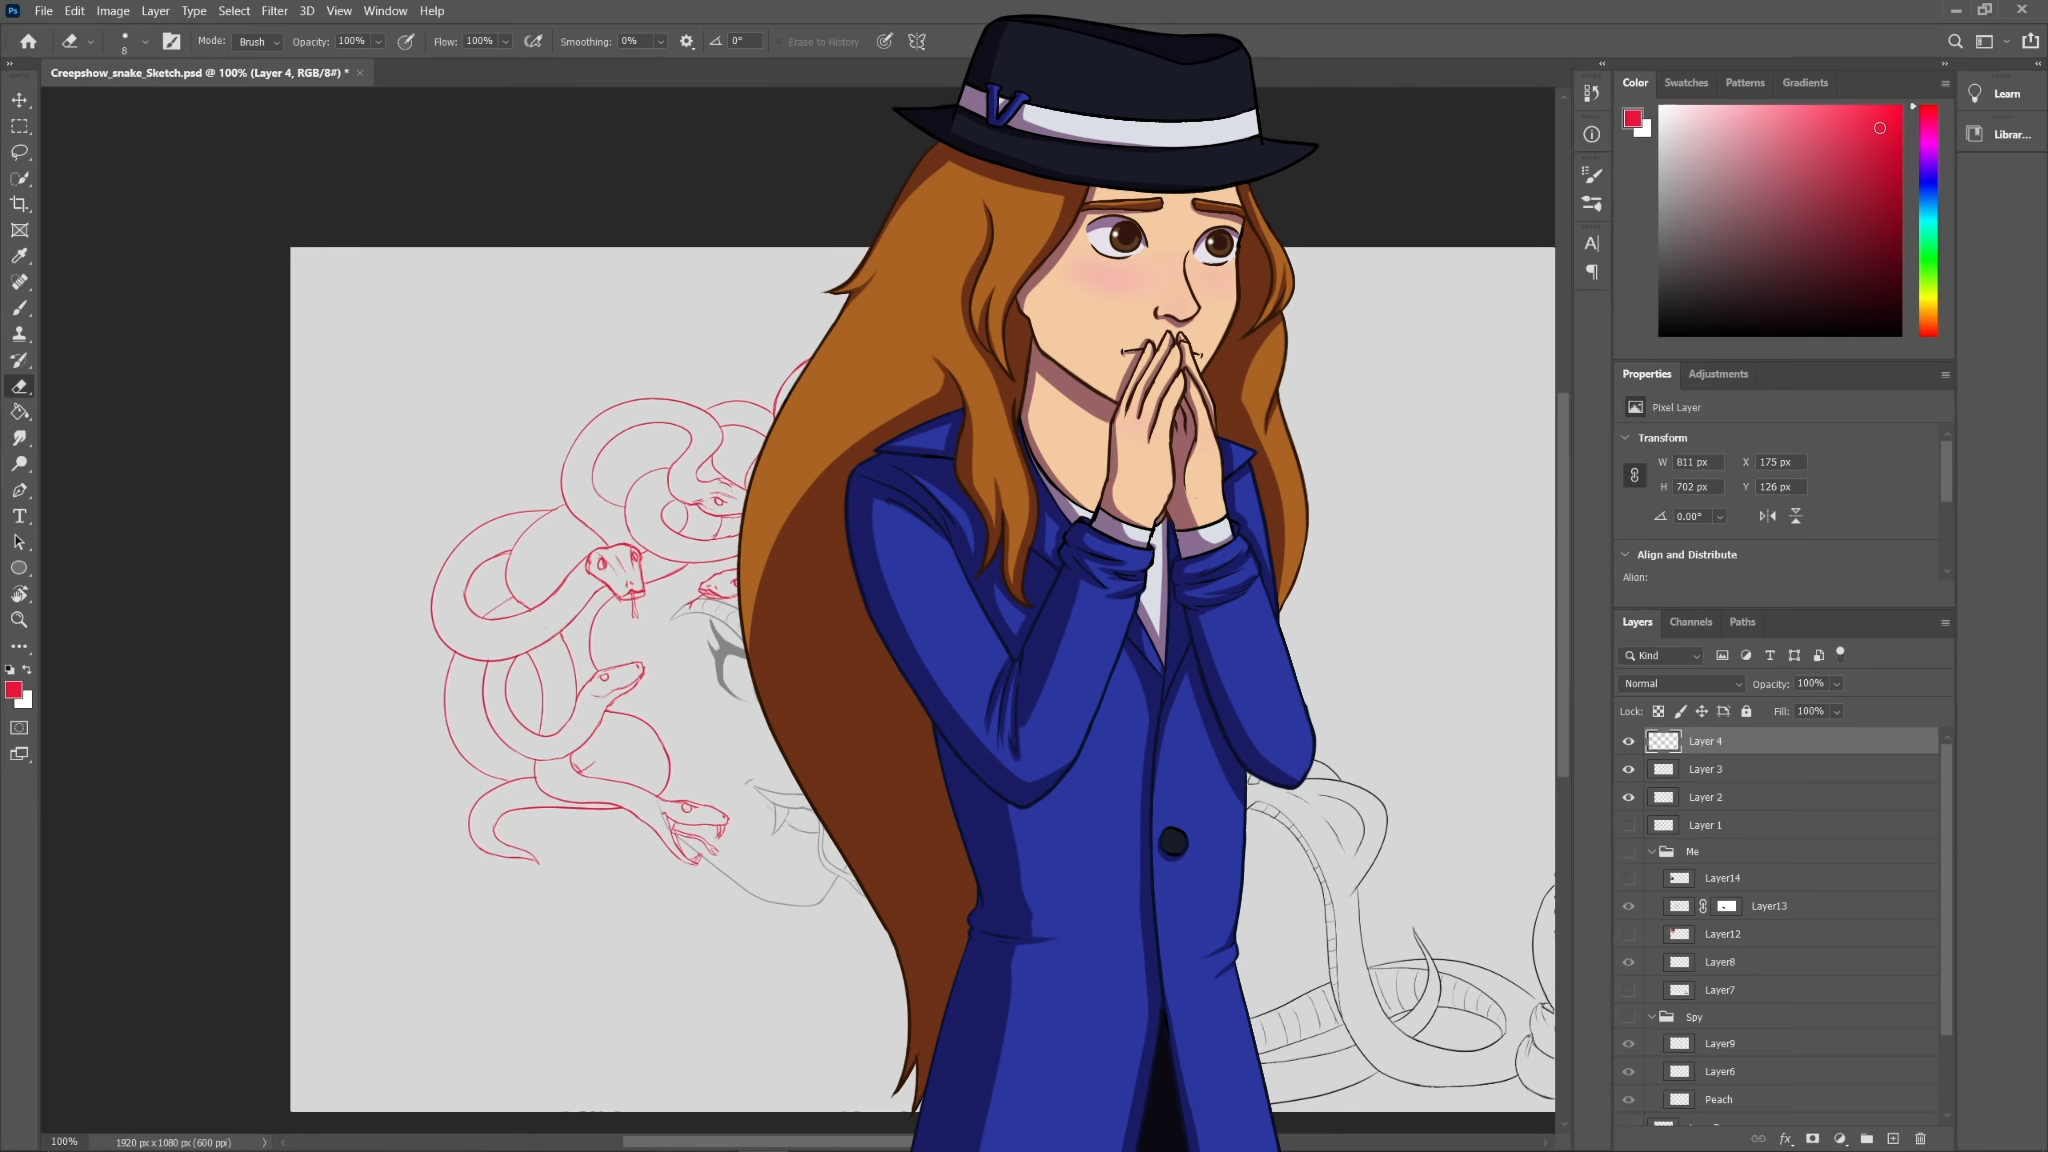 Ps File Edit Image Layer Type Select Filter 3D View Window Help
8 Mode: Brush Opacity: 100% Flow: 100% Smoothing: 0% 0° Erase to History
Creepshow_snake_Sketch.psd @ 100% (Layer 4, RGB/8#) *
V
Color Swatches Patterns Gradients
Learn
Librar...
Properties Adjustments
Pixel Layer
Transform
W 811 px X 175 px
H 702 px Y 126 px
0.00°
Align and Distribute
Align:
Layers Channels Paths
Kind
Normal Opacity: 100%
Lock: Fill: 100%
Layer 4
Layer 3
Layer 2
Layer 1
Me
Layer14
Layer13
Layer12
Layer8
Layer7
Spy
Layer9
Layer6
Peach
fx
100% 1920 px x 1080 px (600 ppi)